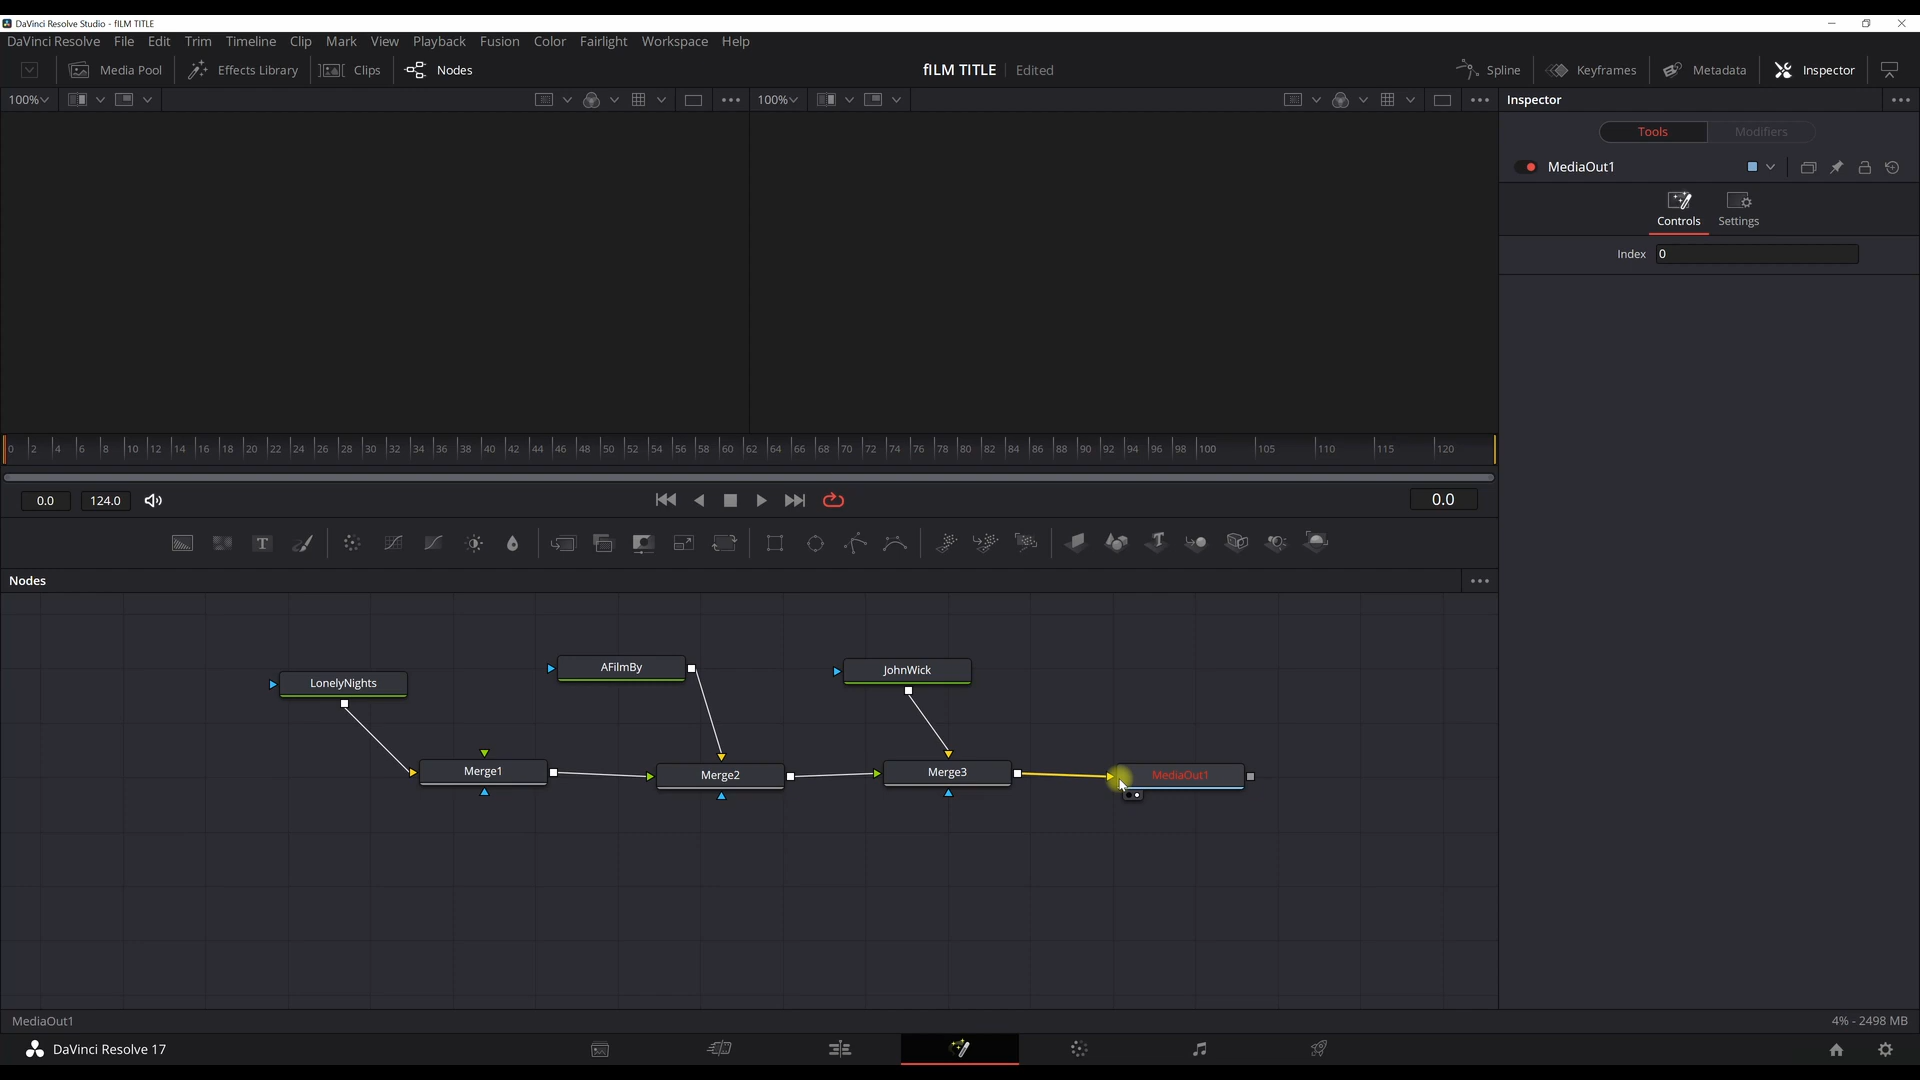 DaVinci Resolve Studio - fILM TITLE
DaVinci Resolve File Edit Trim Timeline Clip Mark View Playback Fusion Color Fairlight Workspace Help
Media Pool Effects Library Clips Nodes fILM TITLE Edited Spline Keyframes Metadata Inspector
100% 100% Inspector
Tools Modifiers
MediaOut1
Controls Settings
Index 0
0 2 4 6 8 10 12 14 16 18 20 22 24 26 28 30 32 34 36 38 40 42 44 46 48 50 52 54 56 58 60 62 64 66 68 70 72 74 76 78 80 82 84 86 88 90 92 94 96 98 100 105 110 115 120
0.0 124.0 0.0
T
Nodes
LonelyNights AFilmBy JohnWick
Merge1 Merge2 Merge3 MediaOut1
MediaOut1 4% - 2498 MB
DaVinci Resolve 17